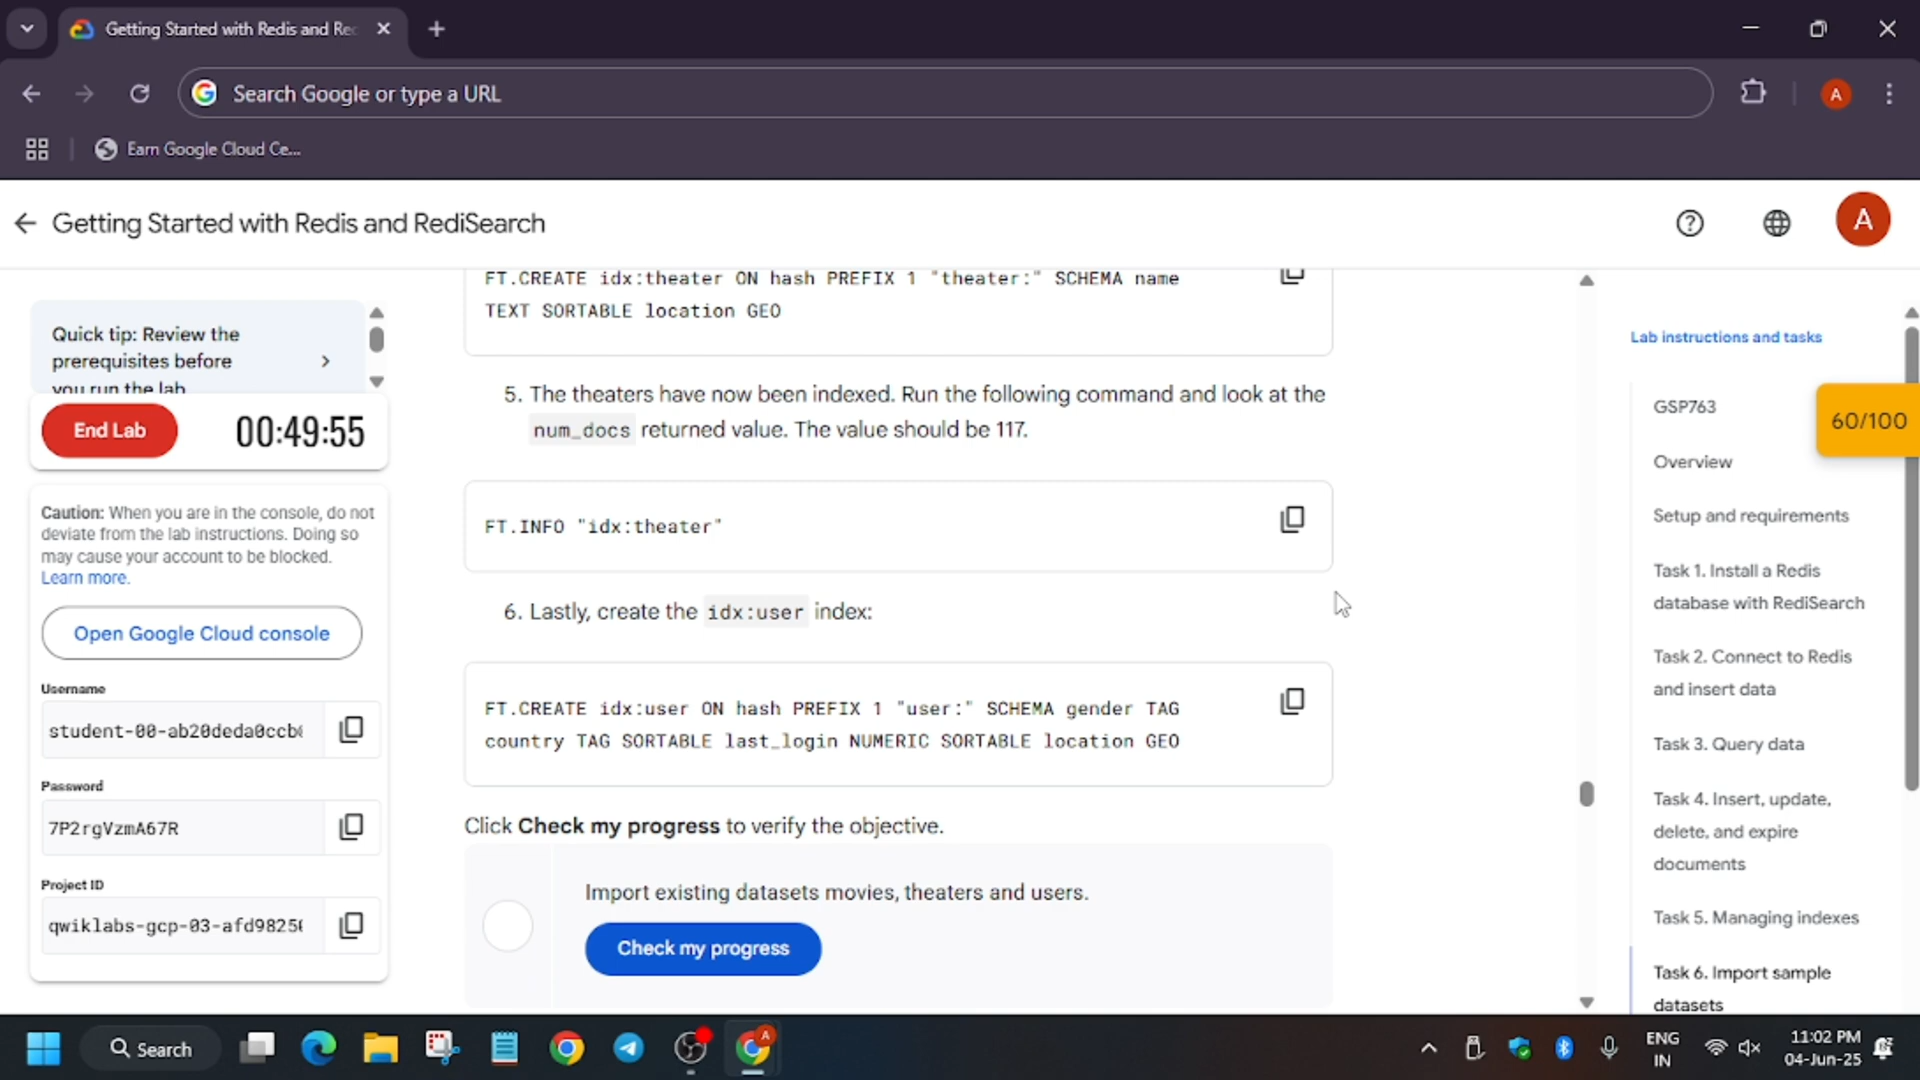 Getting Started with Redis and Rec
Search Google or type a URL
A
Earn Google Cloud Ce...
Getting Started with Redis and RediSearch
A
Quick tip: Review the
prerequisites before
you run the lab
End Lab
00:49:55
Caution: When you are in the console, do not
deviate from the lab instructions. Doing so
may cause your account to be blocked.
Learn more.
Open Google Cloud console
Username
student-00-ab20deda0ccb
Password
7P2rgVzmA67R
Project ID
qwiklabs-gcp-03-afd9825
FT.CREATE idx:theater ON hash PREFIX 1 "theater:" SCHEMA name
TEXT SORTABLE location GEO
5. The theaters have now been indexed. Run the following command and look at the
num_docs returned value. The value should be 117.
FT.INFO "idx:theater"
6. Lastly, create the idx:user index:
FT.CREATE idx:user ON hash PREFIX 1 "user:" SCHEMA gender TAG
country TAG SORTABLE last_login NUMERIC SORTABLE location GEO
Click Check my progress to verify the objective.
Import existing datasets movies, theaters and users.
Check my progress
Lab instructions and tasks
GSP763
60/100
Overview
Setup and requirements
Task 1. Install a Redis
database with RediSearch
Task 2. Connect to Redis
and insert data
Task 3. Query data
Task 4. Insert, update,
delete, and expire
documents
Task 5. Managing indexes
Task 6. Import sample
datasets
Search
A
ENG
IN
11:02 PM
04-Jun-25